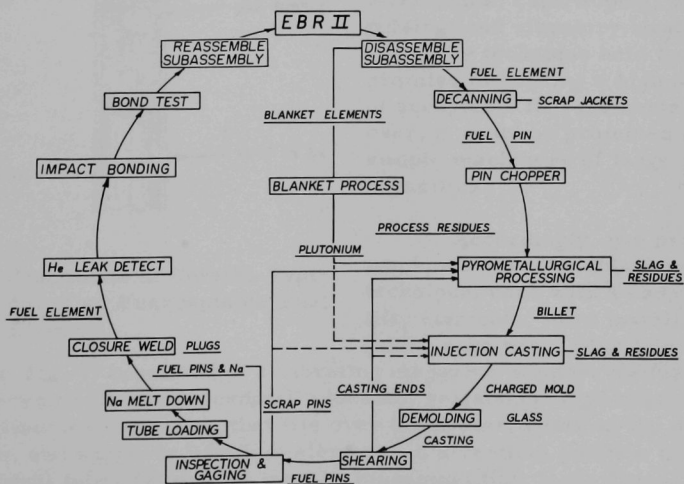 EBR II
REASSEMBLE
SUBASSEMBLY
DISASSEMBLE
SUBASSEMBLY
FUEL ELEMENT
BOND TEST
DECANNING
SCRAP JACKETS
BLANKET ELEMENTS
FUEL PIN
IMPACT BONDING
PIN CHOPPER
BLANKET PROCESS
PROCESS RESIDUES
PLUTONIUM
He LEAK DETECT
PYROMETALLURGICAL
PROCESSING
SLAG &
RESIDUES
FUEL ELEMENT
BILLET
CLOSURE WELD
PLUGS
INJECTION CASTING
SLAG & RESIDUES
FUEL PINS & Na
Na MELT DOWN
SCRAP PINS
CASTING ENDS
CHARGED MOLD
DEMOLDING
GLASS
TUBE LOADING
CASTING
INSPECTION &
GAGING
SHEARING
FUEL PINS